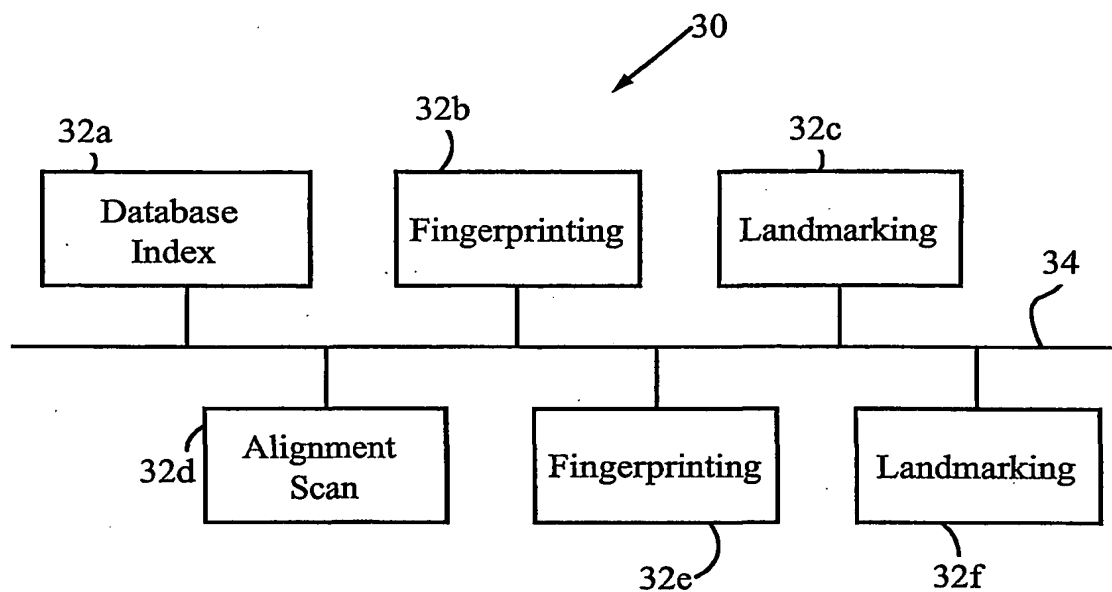 30
32a
32b
32c
Database
Index
Fingerprinting
Landmarking
34
Alignment
Scan
Fingerprinting
Landmarking
32d
32e
32f